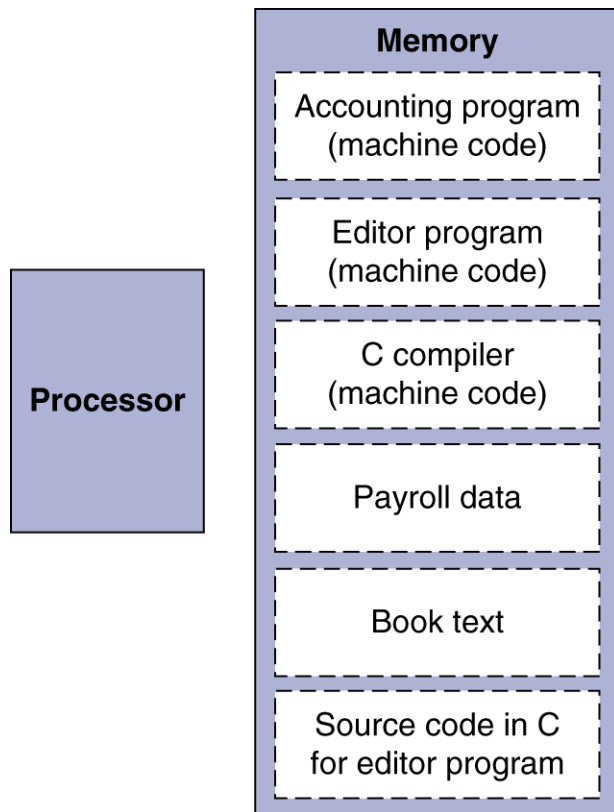 Memory
Accounting program
(machine code)
Editor program
(machine code)
C compiler
(machine code)
Processor
Payroll data
Book text
Source code in C
for editor program